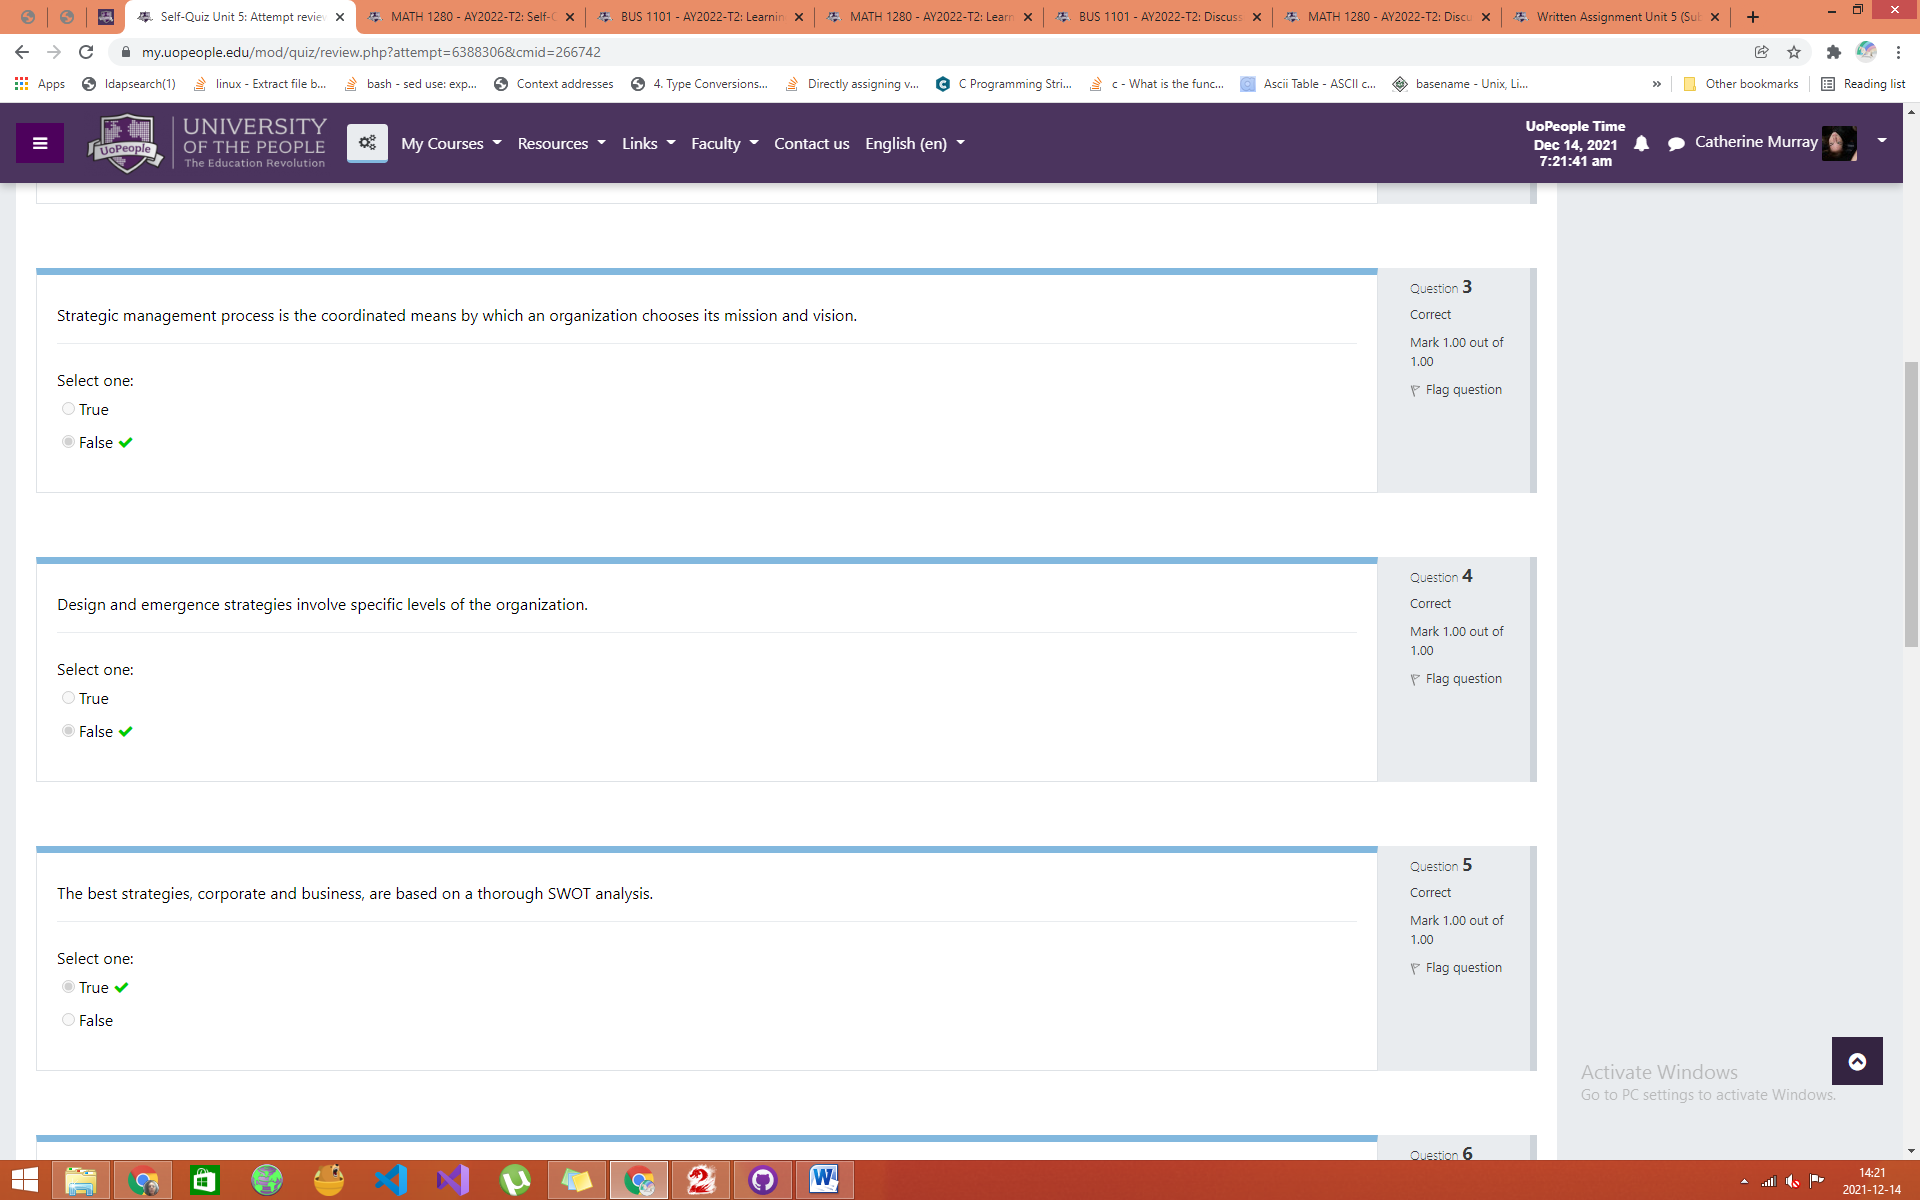 Self-Quiz Unit 5: Attempt review
MATH 1280 - AY2022-T2: Self-Q
BUS 1101 - AY2022-T2: Learnin
MATH 1280 - AY2022-T2: Learn
BUS 1101 - AY2022-T2: Discuss
MATH 1280 - AY2022-T2: Discu
Written Assignment Unit 5 (Sub
my.uopeople.edu/mod/quiz/review.php?attempt=6388306&cmid=266742
Apps
ldapsearch(1)
linux - Extract file b...
bash - sed use: exp...
Context addresses
4. Type Conversions...
Directly assigning v...
C Programming Stri...
c - What is the func...
Ascii Table - ASCII c...
basename - Unix, Li...
»
Other bookmarks
Reading list
UoPeople
UNIVERSITY
OF THE PEOPLE
The Education Revolution
My Courses
Resources
Links
Faculty
Contact us
English (en)
UoPeople Time
Dec 14, 2021
7:21:41 am
Catherine Murray
Strategic management process is the coordinated means by which an organization chooses its mission and vision.
Select one:
True
False
Question 3
Correct
Mark 1.00 out of
1.00
Flag question
Design and emergence strategies involve specific levels of the organization.
Select one:
True
False
Question 4
Correct
Mark 1.00 out of
1.00
Flag question
The best strategies, corporate and business, are based on a thorough SWOT analysis.
Select one:
True
False
Question 5
Correct
Mark 1.00 out of
1.00
Flag question
Activate Windows
Go to PC settings to activate Windows.
Question 6
14:21
2021-12-14